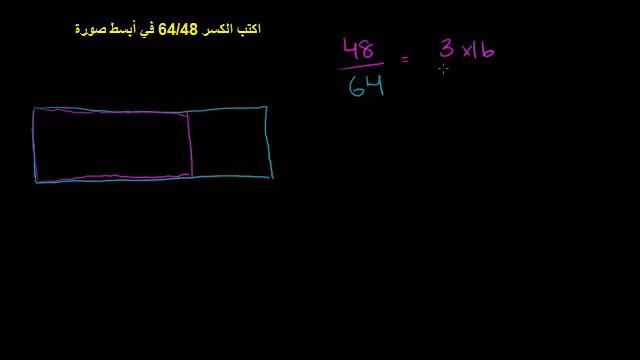 اكتب الكسر 64/48 في أبسط صورة
48/64 = 3 x16